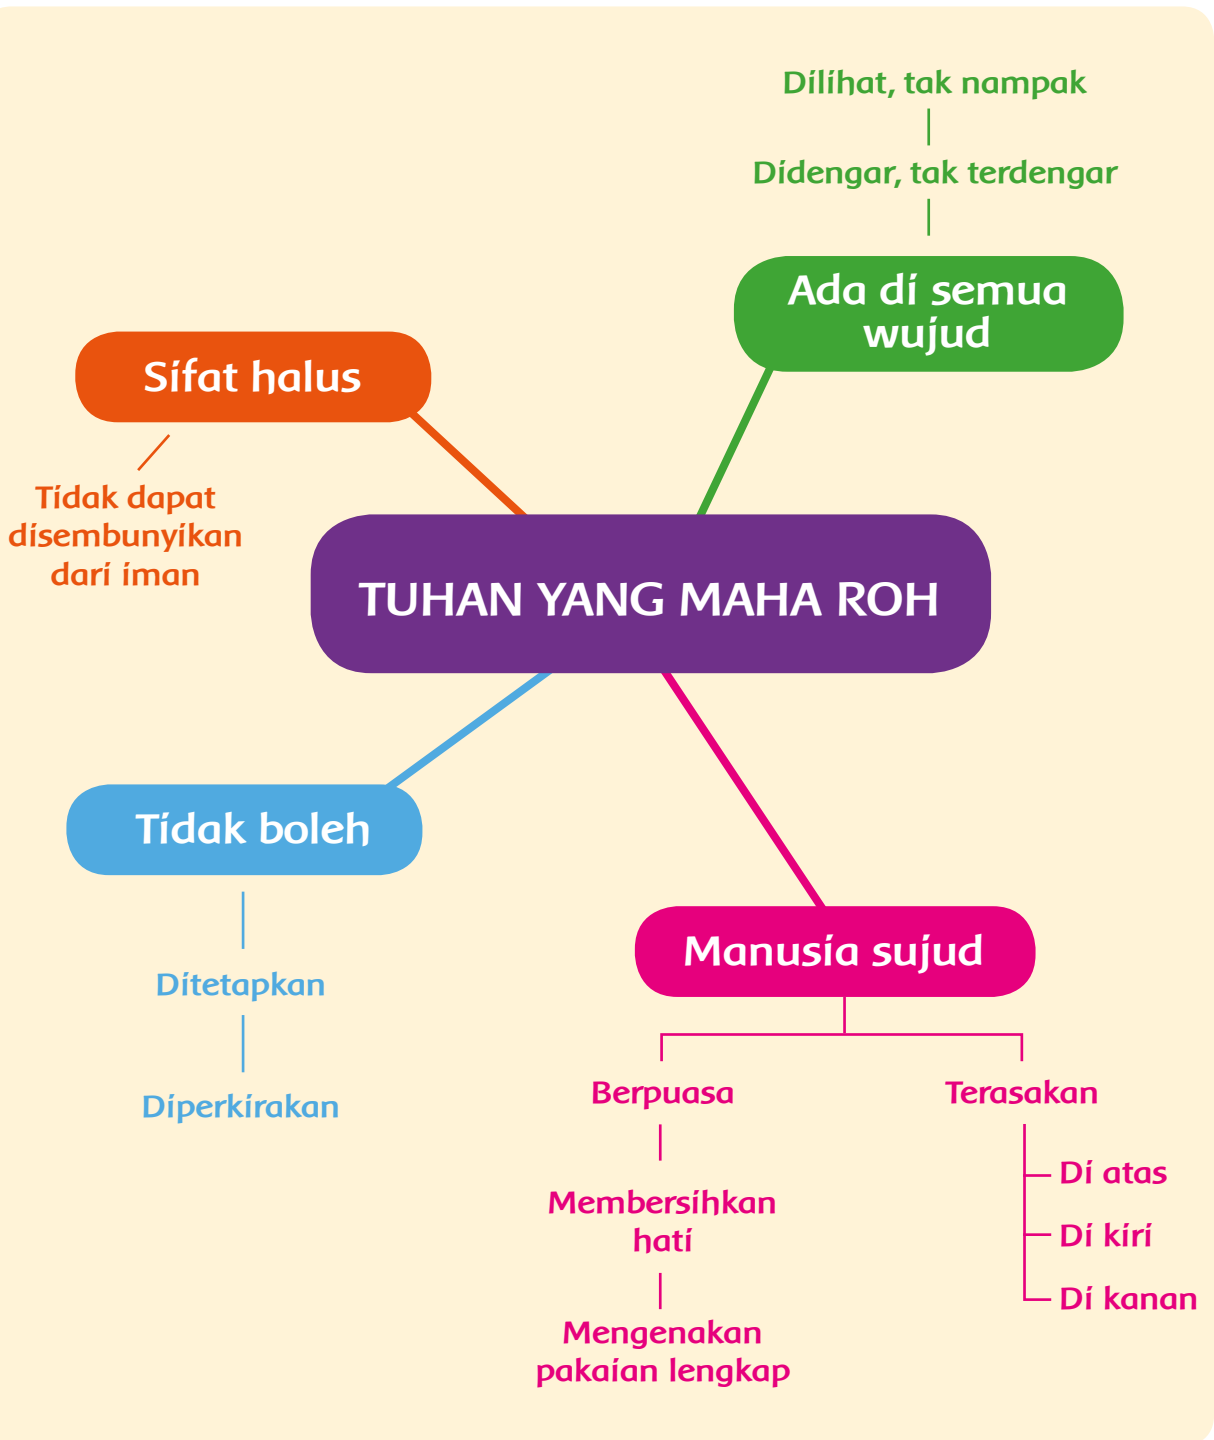 Dilihat, tak nampak
Didengar, tak terdengar
Ada di semua
wujud
Sifat halus
Tidak dapat
disembunyikan
dari iman
TUHAN YANG MAHA ROH
Tidak boleh
Ditetapkan
Diperkirakan
Manusia sujud
Berpuasa
Membersihkan
hati
Mengenakan
pakaian lengkap
Terasakan
Di atas
Di kiri
Di kanan